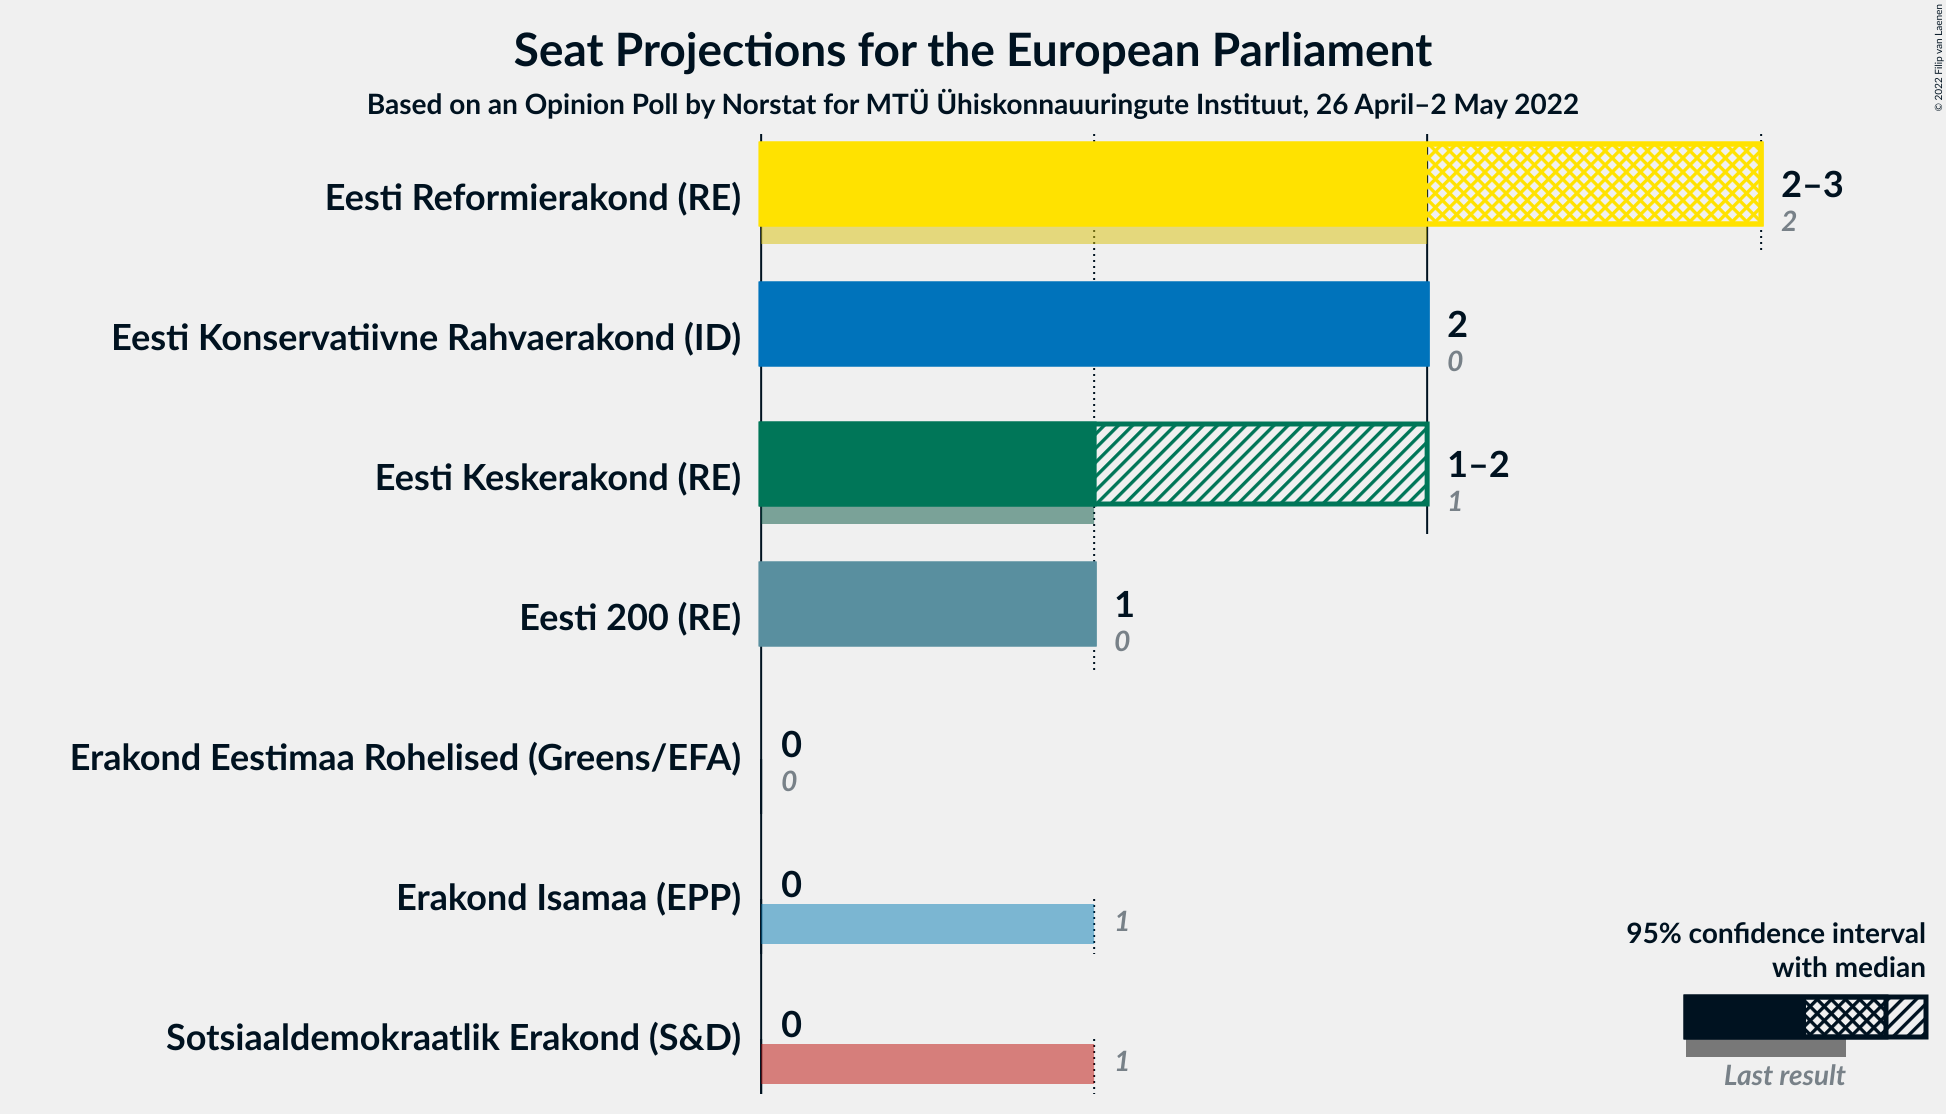 Seat Projections for the European Parliament
Based on an Opinion Poll by Norstat for MTÜ Ühiskonnauuringute Instituut, 26 April–2 May 2022
© 2022 Filip van Laenen
Eesti Reformierakond (RE)
2–3
2
Eesti Konservatiivne Rahvaerakond (ID)
2
0
Eesti Keskerakond (RE)
1–2
1
Eesti 200 (RE)
1
0
Erakond Eestimaa Rohelised (Greens/EFA)
0
0
Erakond Isamaa (EPP)
0
1
Sotsiaaldemokraatlik Erakond (S&D)
0
1
95% confidence interval
with median
Last result